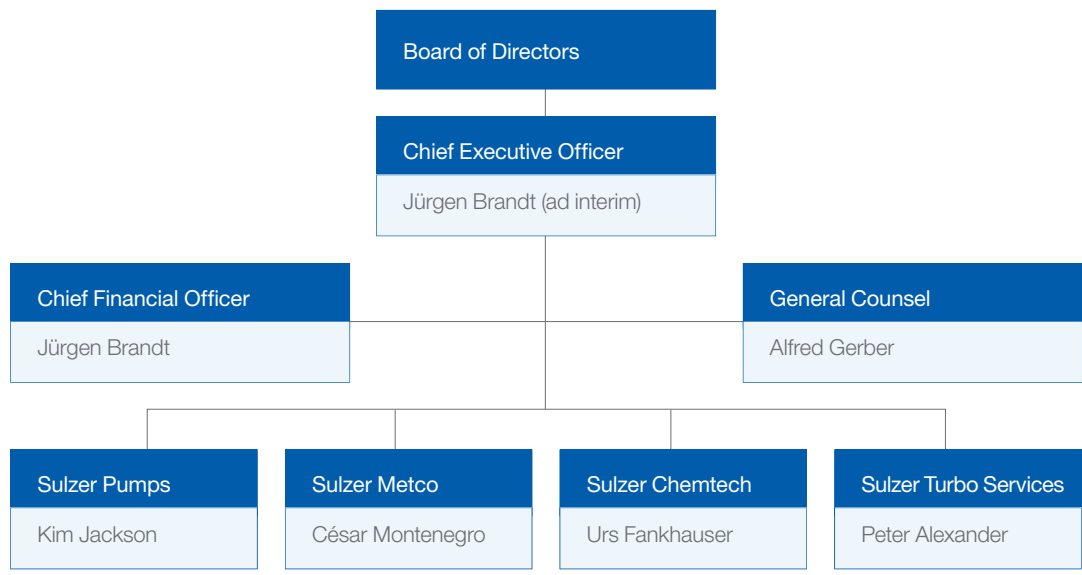 Board of Directors
Chief Executive Officer
Jürgen Brandt (ad interim)
Chief Financial Officer
Jürgen Brandt
General Counsel
Alfred Gerber
Sulzer Pumps
Kim Jackson
Sulzer Metco
César Montenegro
Sulzer Chemtech
Urs Fankhauser
Sulzer Turbo Services
Peter Alexander